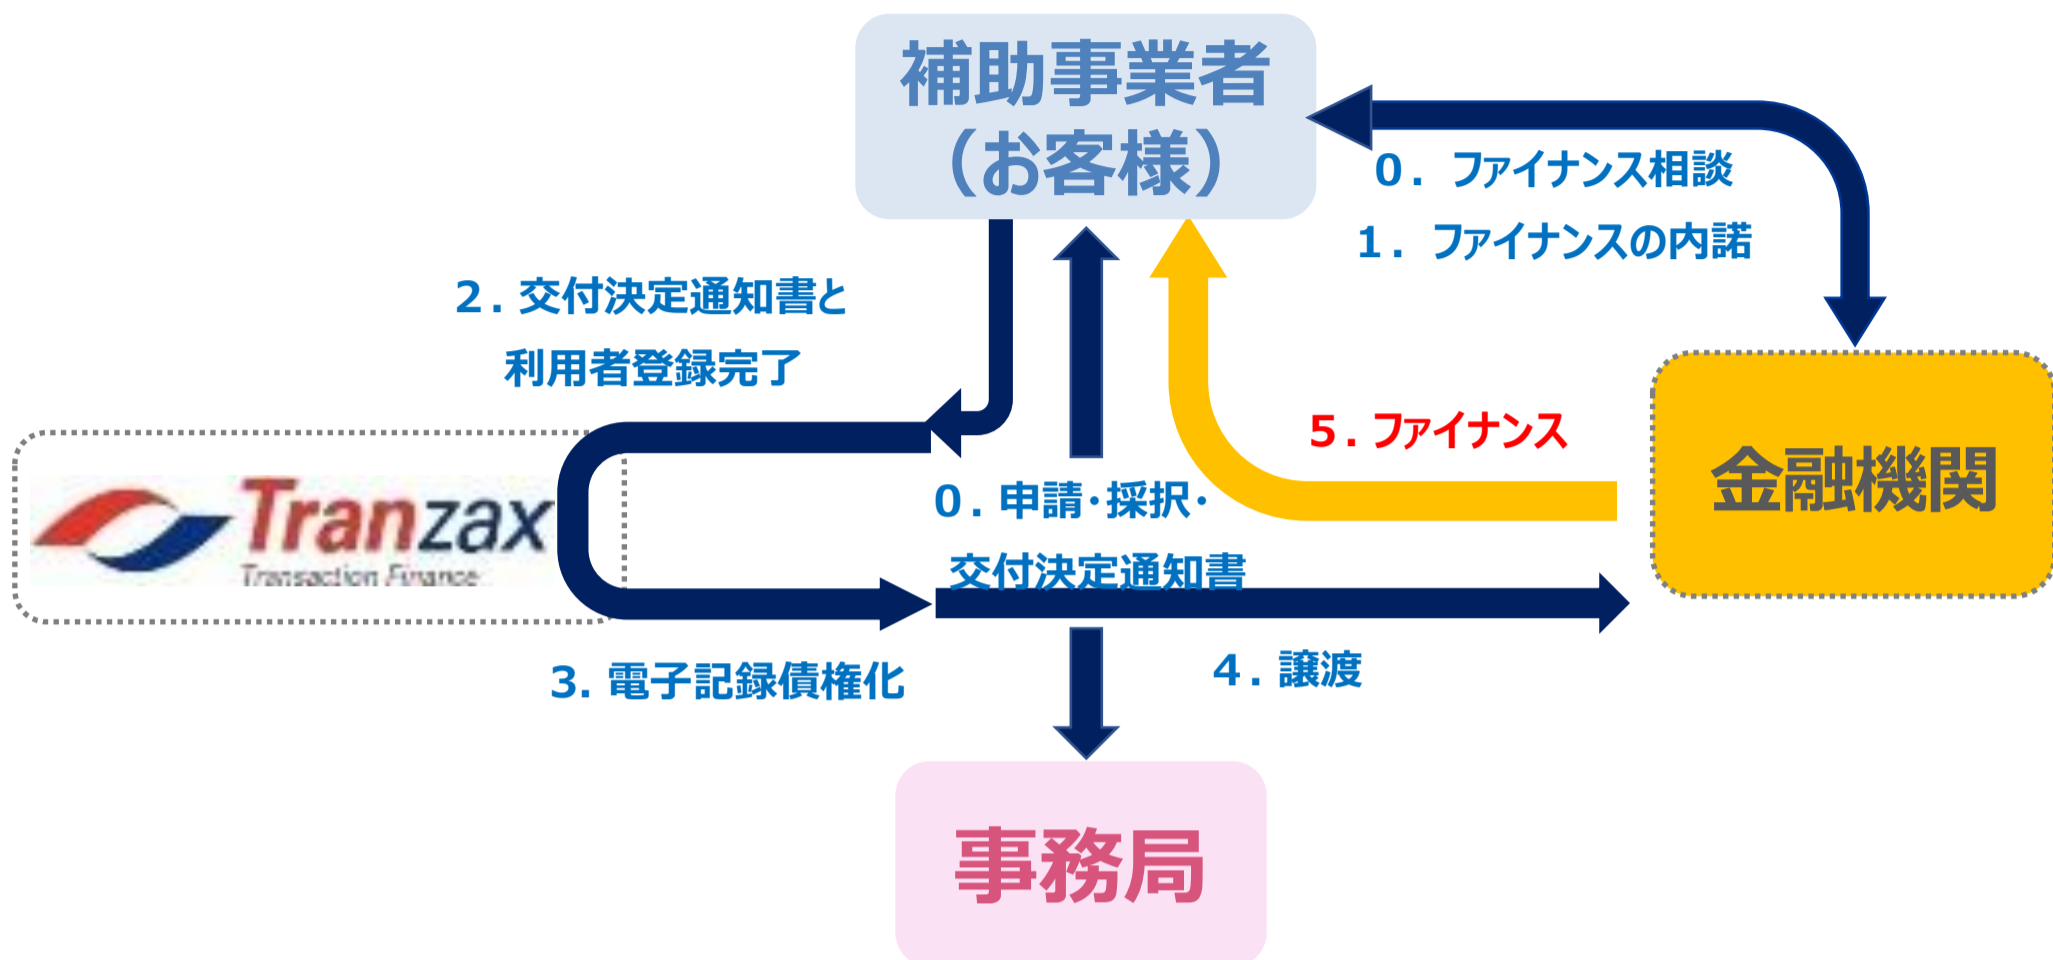 補助事業者
（お客様）
0． ファイナンス相談
1． ファイナンスの内諾
2．交付決定通知書と
利用者登録完了
5．ファイナンス
金融機関
Tranzax
Transaction Finance
0．申請・採択・
交付決定通知書
3. 電子記録債権化
4．譲渡
事務局